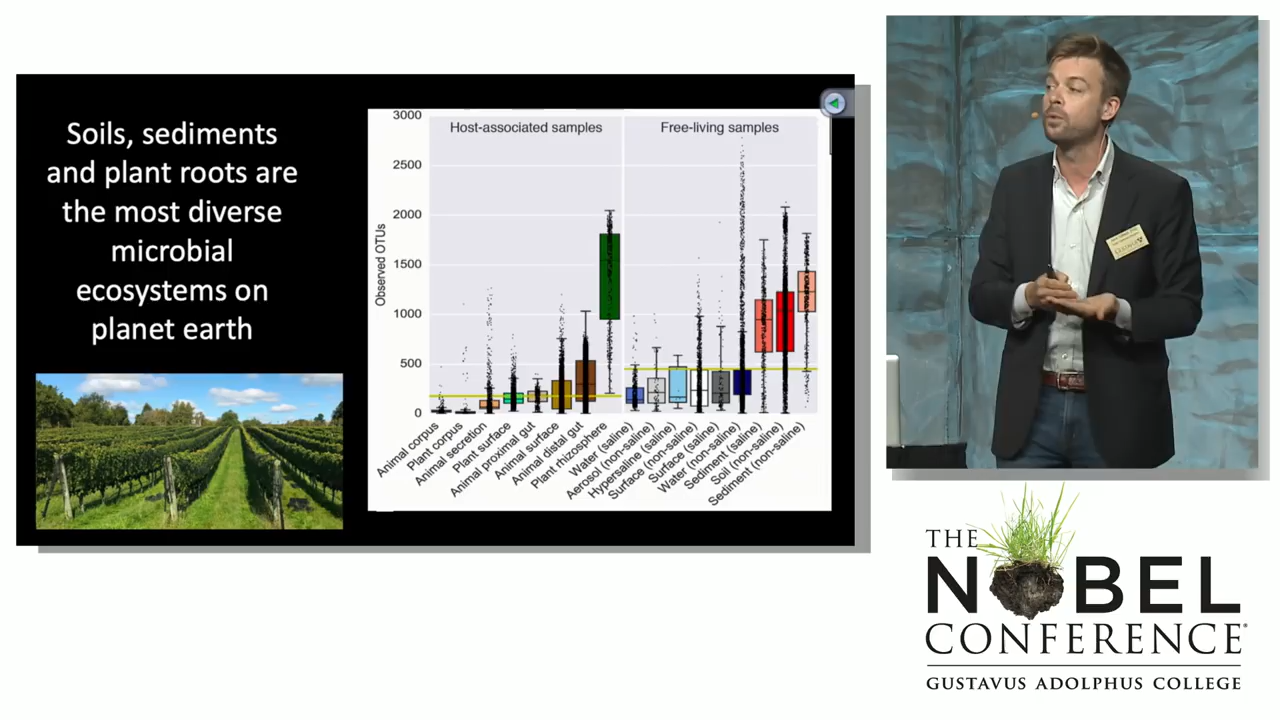 Soils, sediments
and plant roots are
the most diverse
microbial
ecosystems on
planet earth
Host-associated samples
Free-living samples
Observed OTUs
3000
2500
2000
1500
1000
500
0
Animal corpus
Plant corpus
Animal secretion
Plant surface
Animal proximal gut
Animal surface
Animal distal gut
Plant rhizosphere
Water (saline)
Aerosol (non-saline)
Hypersaline (saline)
Surface (non-saline)
Surface (saline)
Water (non-saline)
Sediment (saline)
Soil (non-saline)
Sediment (non-saline)
THE
NOBEL
CONFERENCE®
GUSTAVUS ADOLPHUS COLLEGE